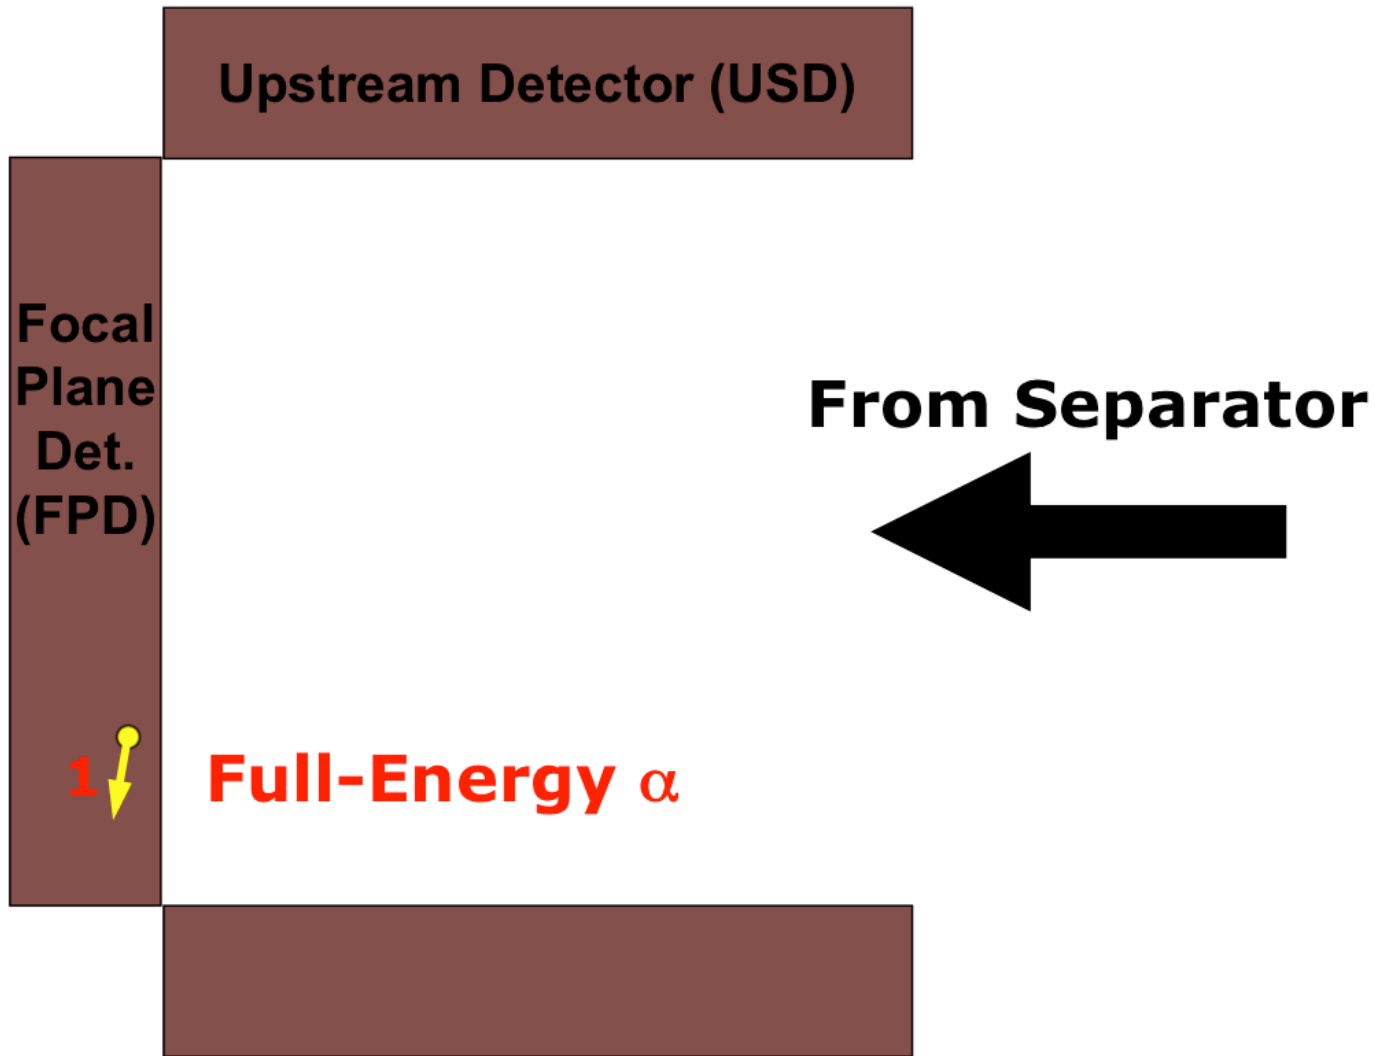 Upstream Detector (USD)
Focal
Plane
Det.
(FPD)
From Separator
1
Full-Energy α